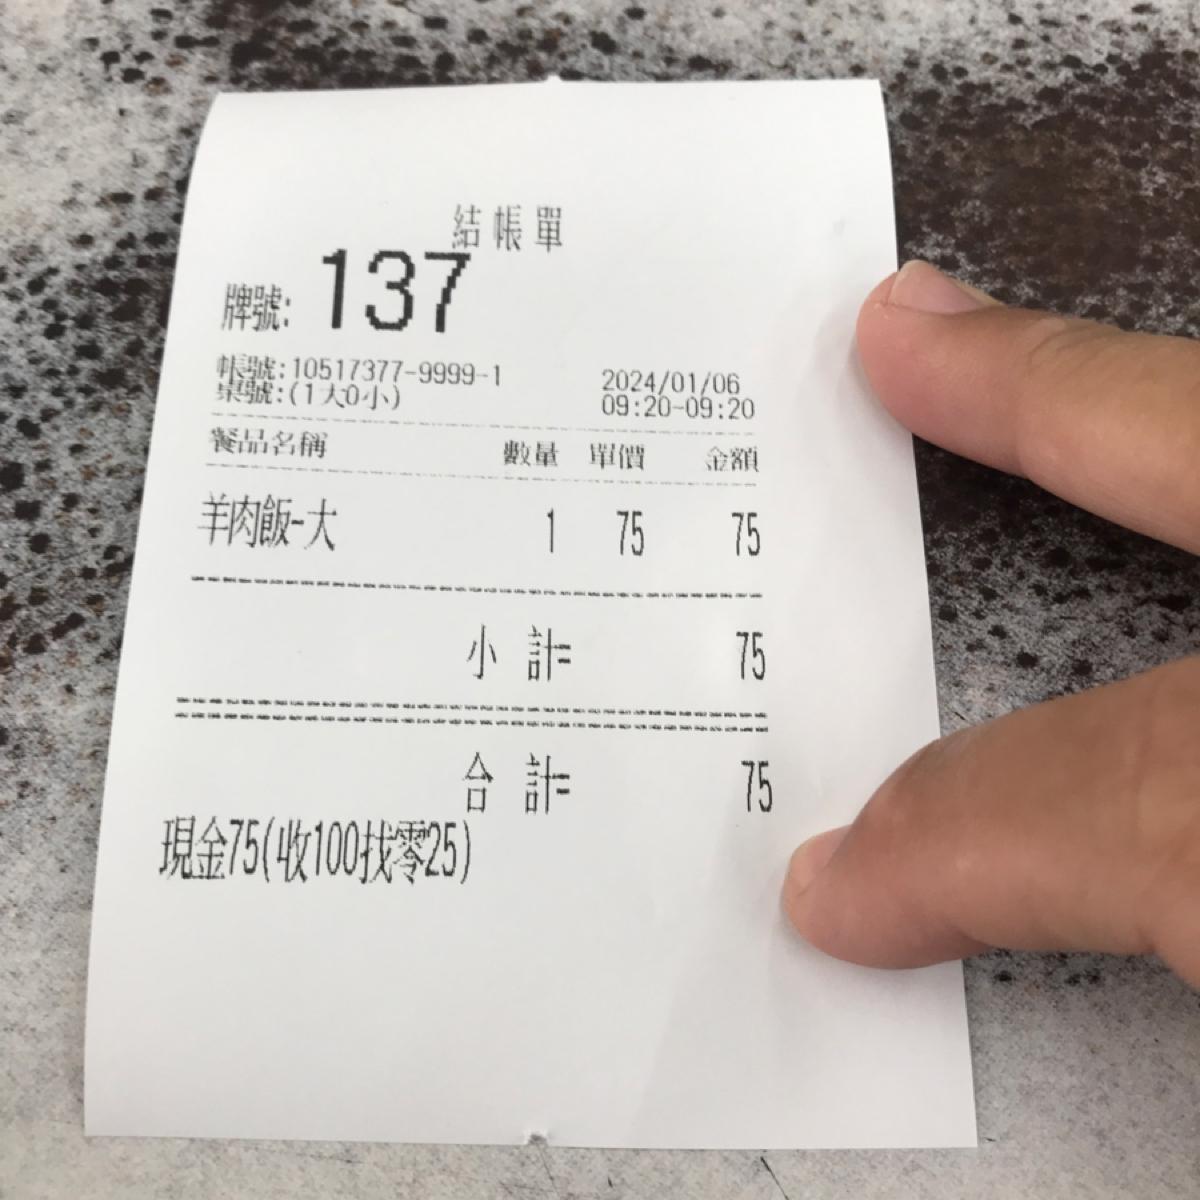 結帳單
牌號: 137
帳號:10517377-9999-1
桌號:(1大0小)
2024/01/06
09:20-09:20
餐品名稱 數量 單價 金額
羊肉飯-大 1 75 75
小 計= 75
合 計= 75
現金75(收100找零25)